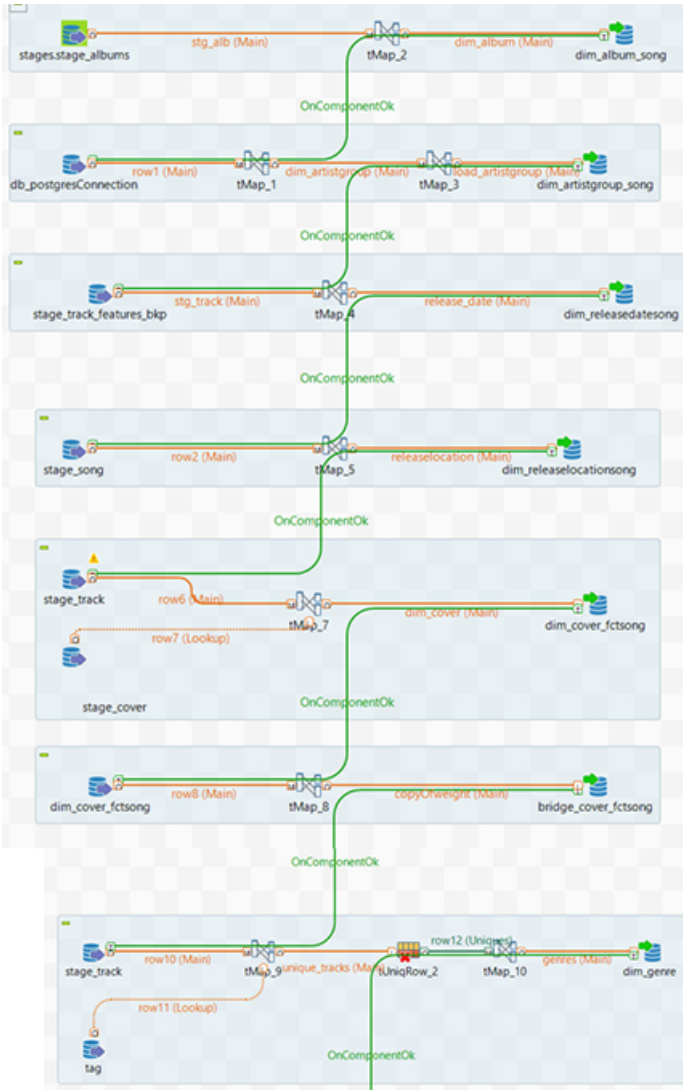 stg_alb (Main)
dim_album (Main)
stages.stage_albums
tMap_2
dim_album_song
OnComponentOk
row1 (Main)
dim_artistgroup (Main)
load_artistgroup (Main)
db_postgresConnection
tMap_1
tMap_3
dim_artistgroup_song
OnComponentOk
stg_track (Main)
release_date (Main)
stage_track_features_bkp
tMap_4
dim_releasedatesong
OnComponentOk
row2 (Main)
releaselocation (Main)
stage_song
tMap_5
dim_releaselocationsong
OnComponentOk
stage_track
row6 (Main)
dim_cover (Main)
tMap_7
dim_cover_fctsong
row7 (Lookup)
stage_cover
OnComponentOk
row8 (Main)
copyOfweight (Main)
dim_cover_fctsong
tMap_8
bridge_cover_fctsong
OnComponentOk
row12 (Uniques)
row10 (Main)
unique_tracks (Main)
genres (Main)
stage_track
tMap_9
tUniqRow_2
tMap_10
dim_genre
row11 (Lookup)
tag
OnComponentOk